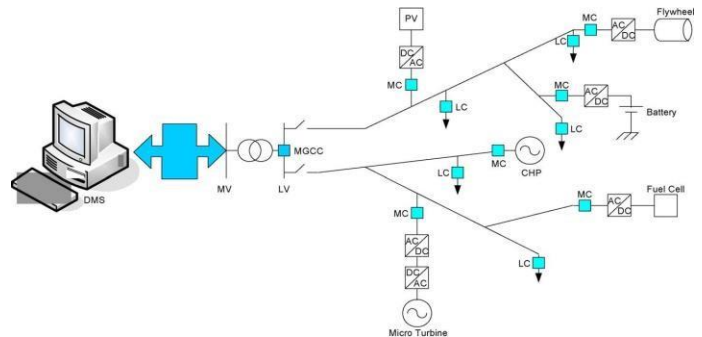 PV
Flywheel
MC
AC
DC
LC
DC
AC
MC
MC
AC
DC
Battery
LC
LC
DMS
MV
MGCC
LV
MC
CHP
LC
MC
AC
DC
Fuel Cell
MC
LC
AC
DC
DC
AC
Micro Turbine